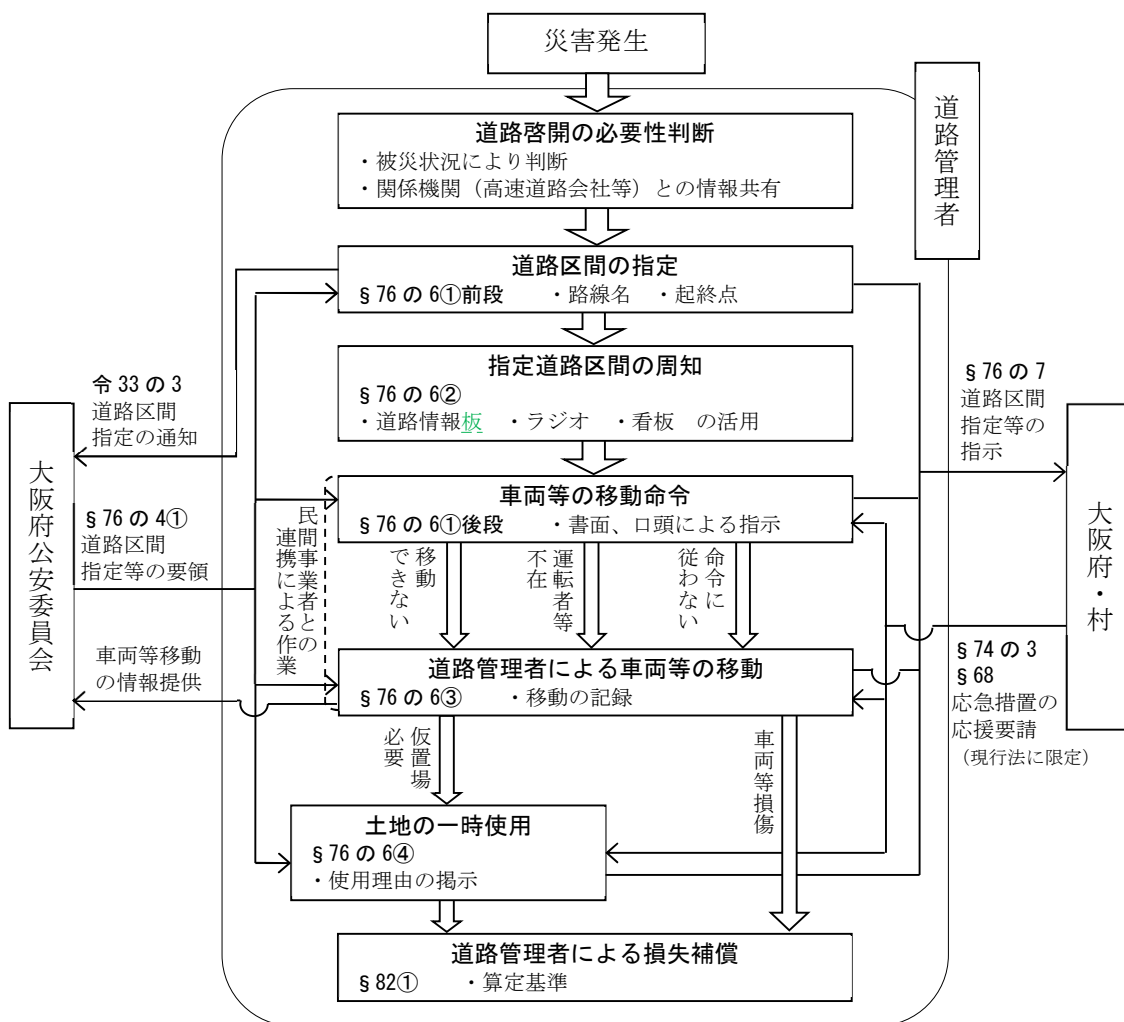 災害発生
道路管理者
道路啓開の必要性判断
・被災状況により判断
・関係機関（高速道路会社等）との情報共有
道路区間の指定
§76の6①前段　・路線名　・起終点
指定道路区間の周知
§76の6②
・道路情報板　・ラジオ　・看板　の活用
令33の3
道路区間
指定の通知
§76の7
道路区間
指定等の
指示
大阪府公安委員会
大阪府・村
車両等の移動命令
§76の6①後段　・書面、口頭による指示
§76の4①
道路区間
指定等の要領
民間事業者との
連携による作業
移動
できない
運転者等
不在
命令に
従わない
道路管理者による車両等の移動
§76の6③　・移動の記録
車両等移動
の情報提供
§74の3
§68
応急措置の
応援要請
（現行法に限定）
仮置場
必要
車両等損傷
土地の一時使用
§76の6④
・使用理由の掲示
道路管理者による損失補償
§82①　・算定基準